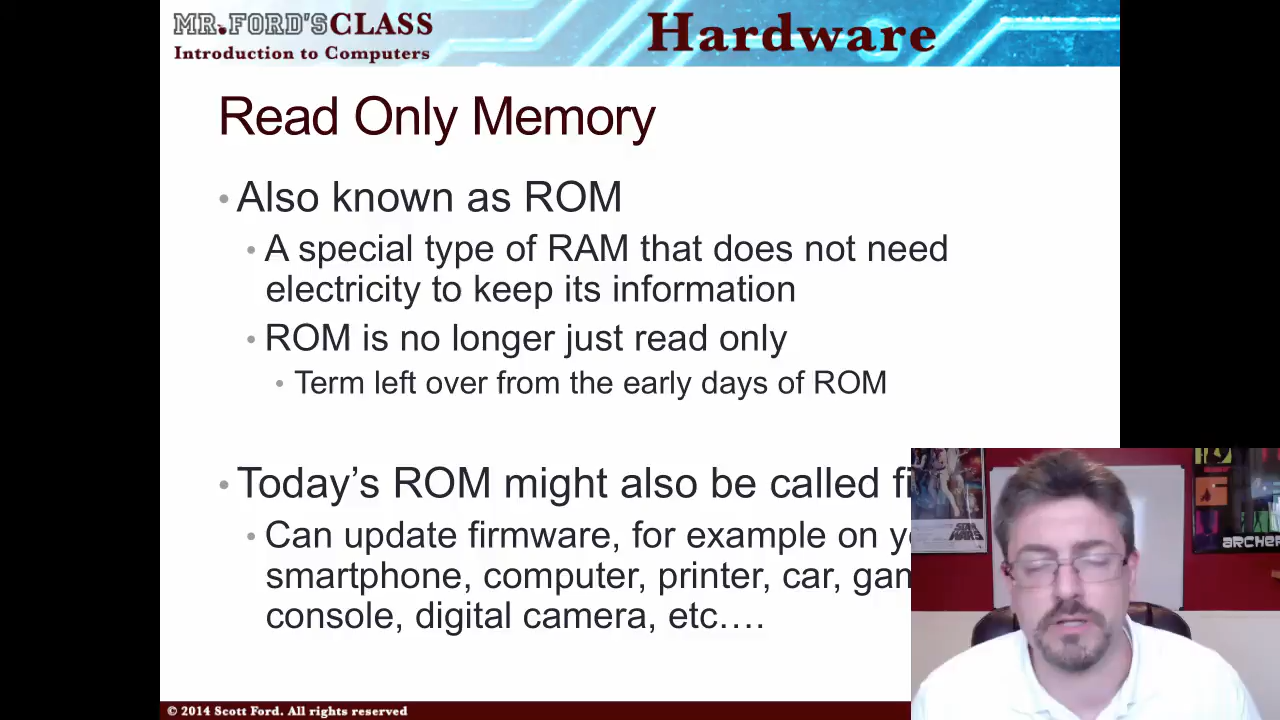 MR.FORD'S CLASS
Introduction to Computers
Hardware
Read Only Memory
• Also known as ROM
• A special type of RAM that does not need
electricity to keep its information
• ROM is no longer just read only
• Term left over from the early days of ROM
• Today's ROM might also be called
• Can update firmware, for example on
smartphone, computer, printer, car,
console, digital camera, etc….
STAR
WARS
ARCHER
© 2014 Scott Ford. All rights reserved